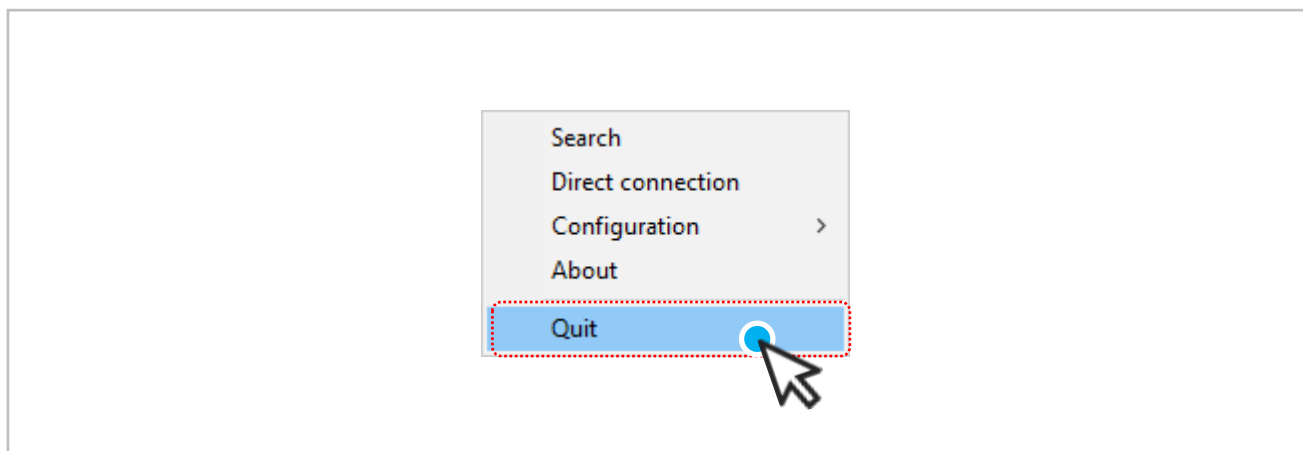 Search
Direct connection
Configuration
About
Quit